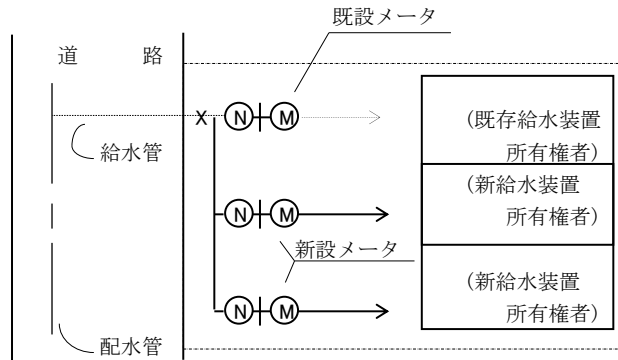 既設メータ
道　路
X
N
M
(既存給水装置
所有権者)
給水管
(新給水装置
所有権者)
N
M
新設メータ
(新給水装置
所有権者)
N
M
配水管